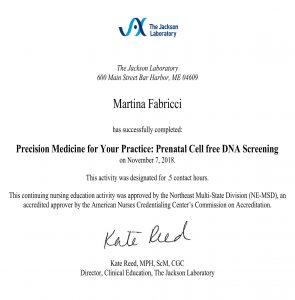 The Jackson
Laboratory
The Jackson Laboratory
600 Main Street Bar Harbor, ME 04609
Martina Fabricci
has successfully completed:
Precision Medicine for Your Practice: Prenatal Cell free DNA Screening
on November 7, 2018.
This activity was designated for .5 contact hours.
This continuing nursing education activity was approved by the Northeast Multi-State Division (NE-MSD), an
accredited approver by the American Nurses Credentialing Center's Commission on Accreditation.
Kate Reed
Kate Reed, MPH, ScM, CGC
Director, Clinical Education, The Jackson Laboratory